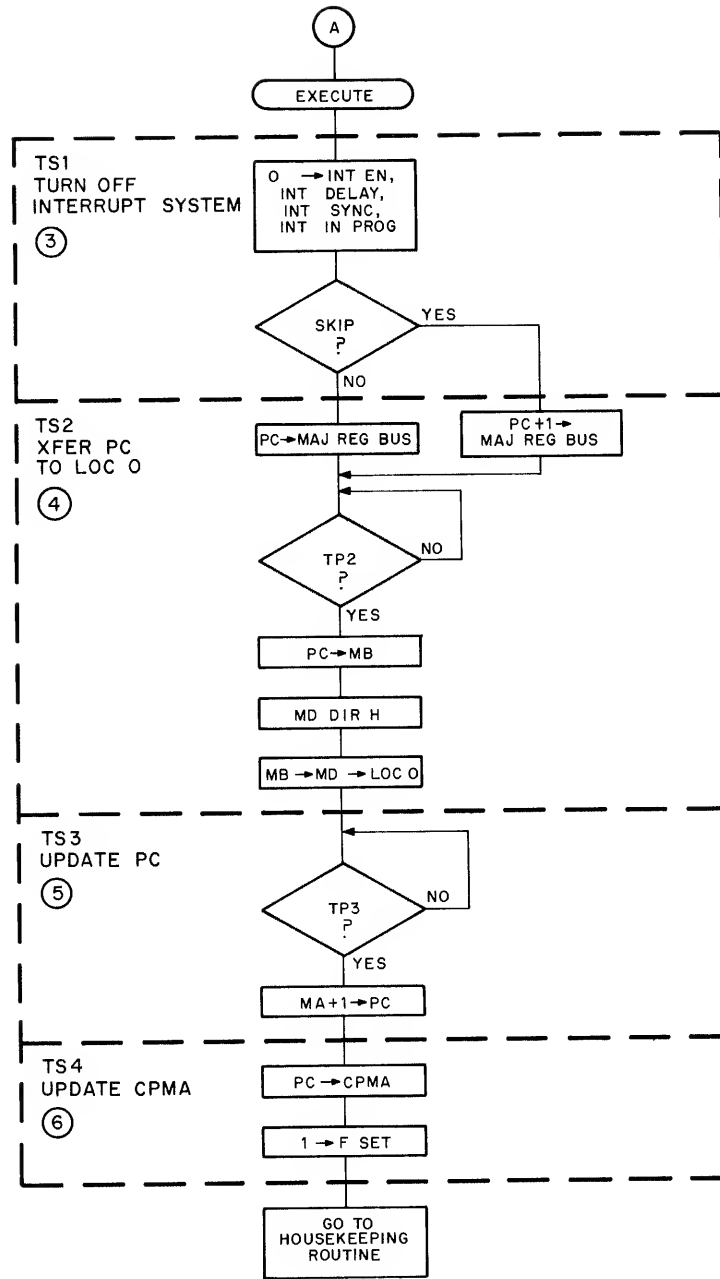 A
EXECUTE
TS1
TURN OFF
INTERRUPT SYSTEM
3
O → INT EN,
INT DELAY,
INT SYNC,
INT IN PROG
SKIP
?
YES
NO
TS2
XFER PC
TO LOC O
4
PC→MAJ REG BUS
PC+1→
MAJ REG BUS
TP2
?
NO
YES
PC→MB
MD DIR H
MB→MD→LOC O
TS3
UPDATE PC
5
TP3
?
NO
YES
MA+1→PC
TS4
UPDATE CPMA
6
PC→CPMA
1→F SET
GO TO
HOUSEKEEPING
ROUTINE